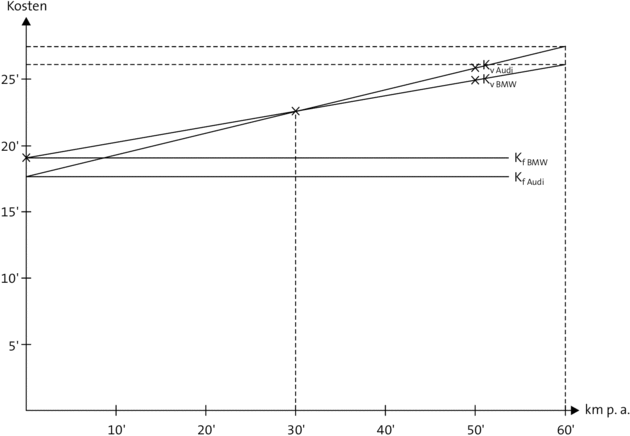 Kosten
25'
K v Audi
K v BMW
20'
K f BMW
K f Audi
15'
10'
5'
km p. a.
10' 20' 30' 40' 50' 60'